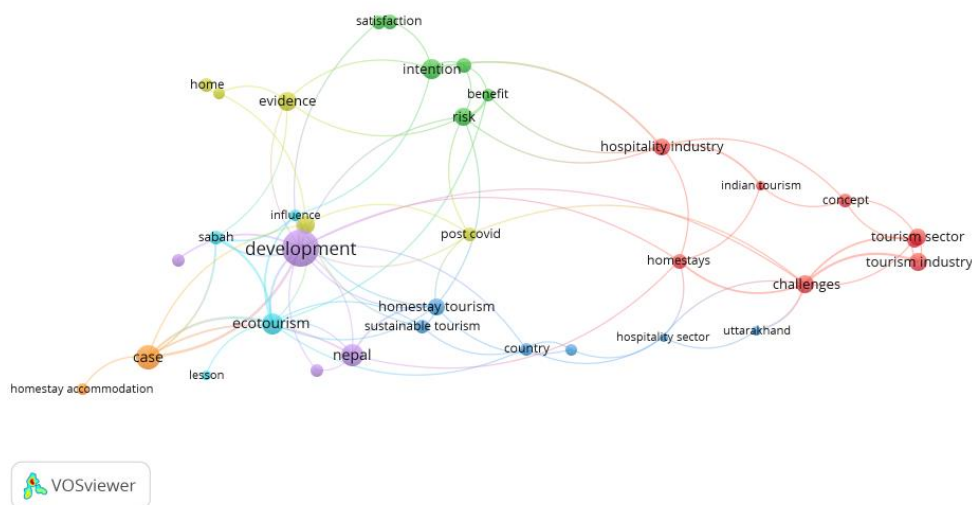 satisfaction
intention
home
evidence
benefit
risk
hospitality industry
indian tourism
concept
influence
sabah
development
post covid
tourism sector
homestays
tourism industry
challenges
homestay tourism
ecotourism
sustainable tourism
uttarakhand
hospitality sector
country
case
nepal
lesson
homestay accommodation
VOSviewer